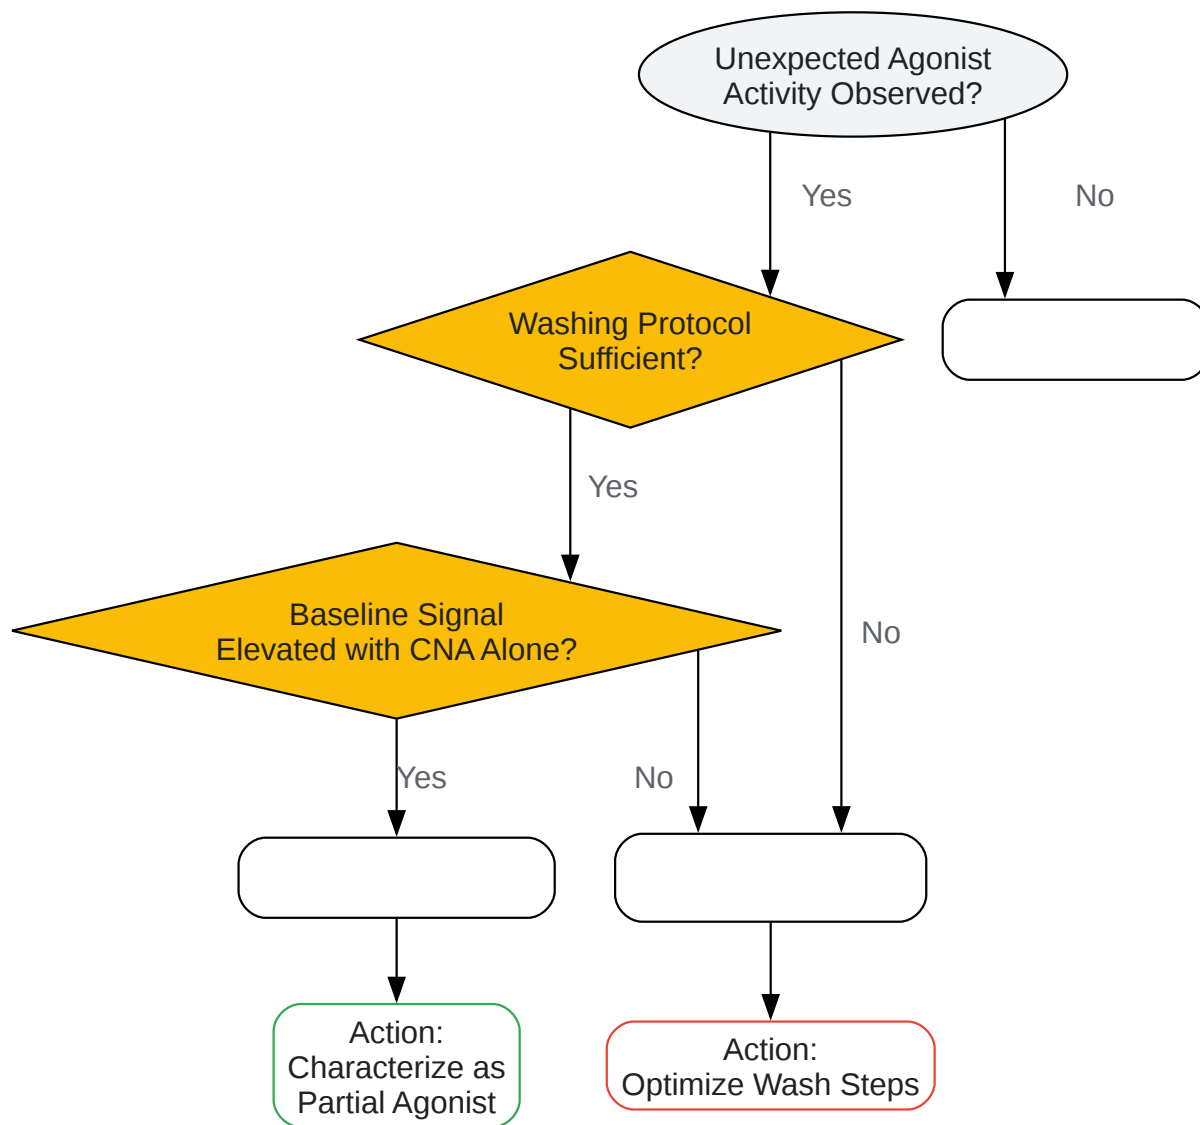 Unexpected Agonist
Activity Observed?
Yes
No
Washing Protocol
Sufficient?
Yes
Baseline Signal
Elevated with CNA Alone?
No
Yes
No
Action:
Characterize as
Partial Agonist
Action:
Optimize Wash Steps